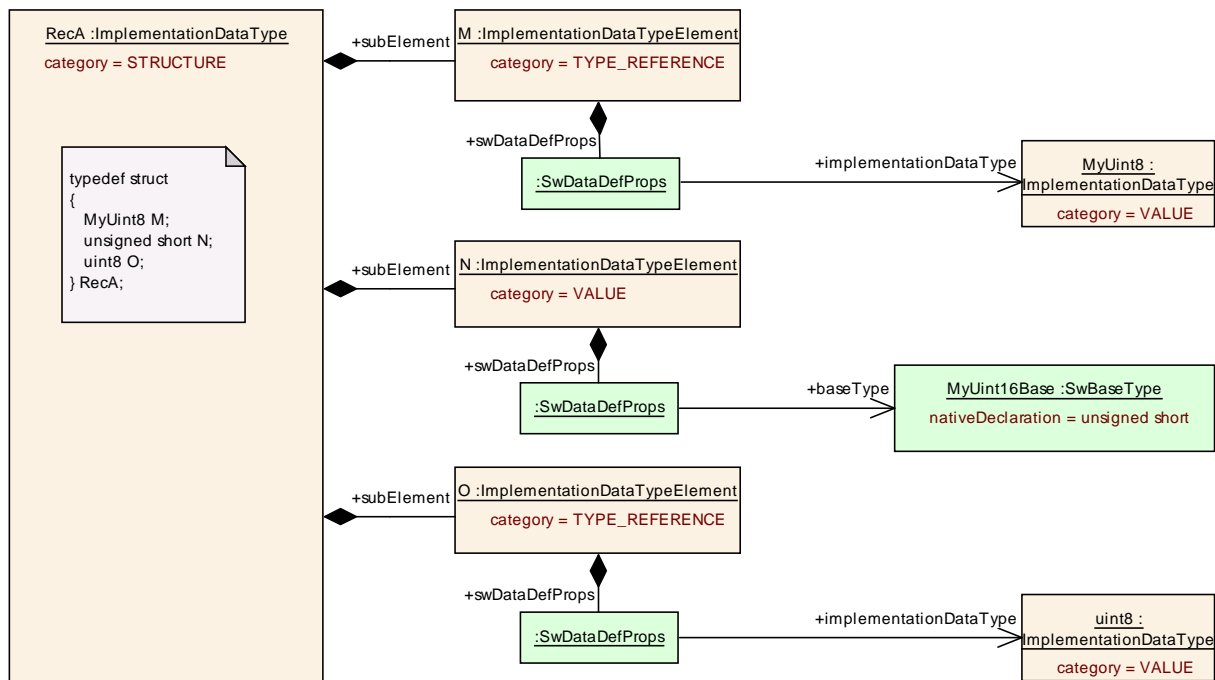 RecA :ImplementationDataType
category = STRUCTURE
typedef struct
{
MyUint8 M;
unsigned short N;
uint8 O;
} RecA;
+subElement
M :ImplementationDataTypeElement
category = TYPE_REFERENCE
+swDataDefProps
:SwDataDefProps
+implementationDataType
MyUint8 :
ImplementationDataType
category = VALUE
+subElement
N :ImplementationDataTypeElement
category = VALUE
+swDataDefProps
:SwDataDefProps
+baseType
MyUint16Base :SwBaseType
nativeDeclaration = unsigned short
+subElement
O :ImplementationDataTypeElement
category = TYPE_REFERENCE
+swDataDefProps
:SwDataDefProps
+implementationDataType
uint8 :
ImplementationDataType
category = VALUE